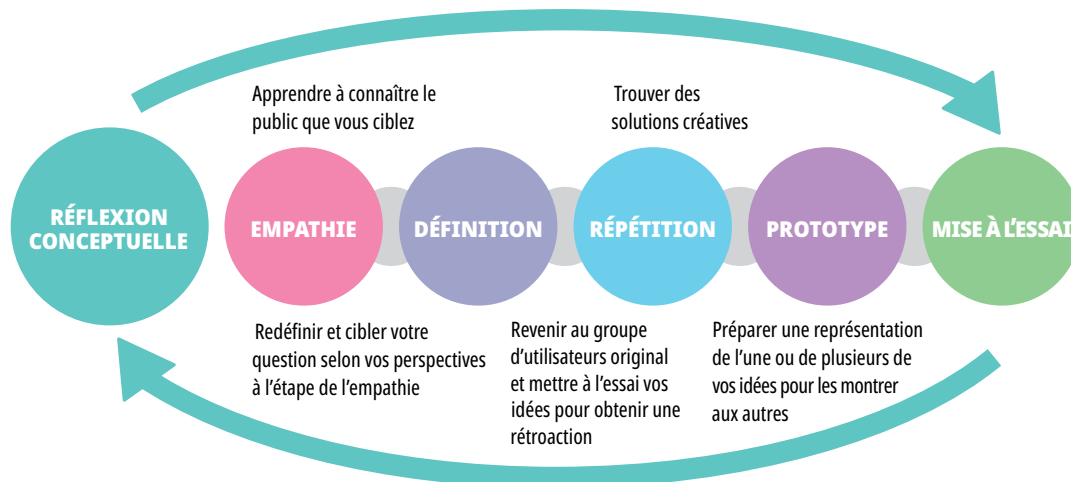 Apprendre à connaître le
public que vous ciblez
Trouver des
solutions créatives
RÉFLEXION
CONCEPTUELLE
EMPATHIE
DÉFINITION
RÉPÉTITION
PROTOTYPE
MISE À L'ESSAI
Redéfinir et cibler votre
question selon vos perspectives
à l'étape de l'empathie
Revenir au groupe
d'utilisateurs original
et mettre à l'essai vos
idées pour obtenir une
rétroaction
Préparer une représentation
de l'une ou de plusieurs de
vos idées pour les montrer
aux autres